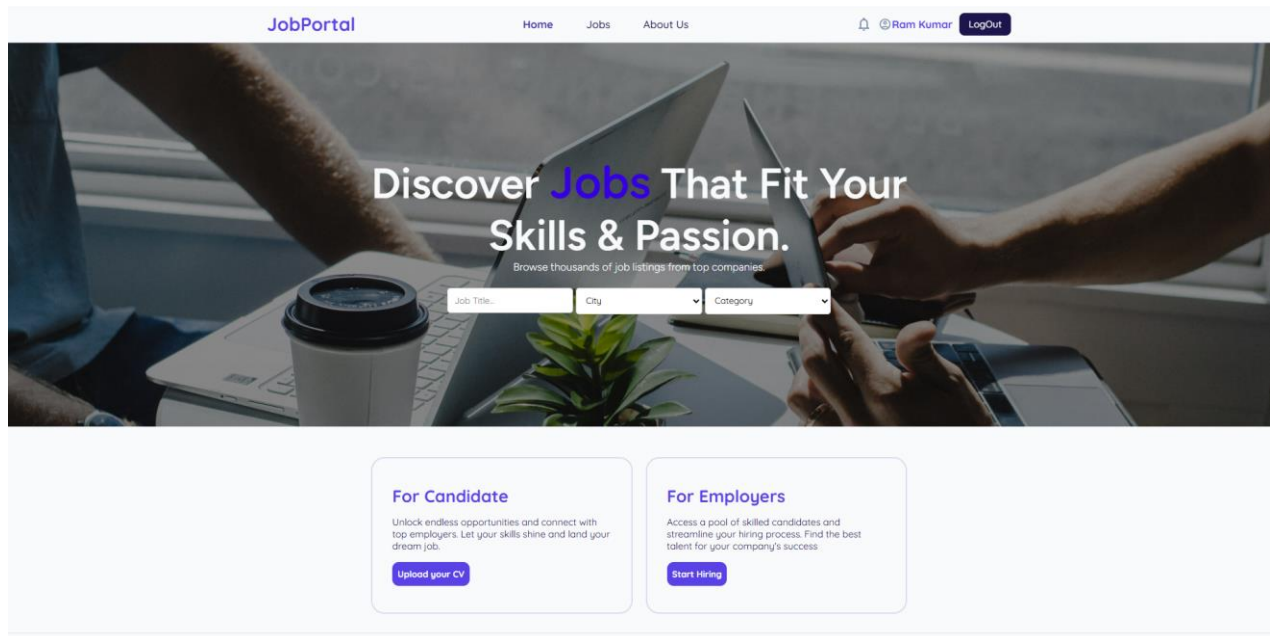 JobPortal
Home Jobs About Us
Ram Kumar LogOut
Discover Jobs That Fit Your
Skills & Passion.
Browse thousands of job listings from top companies.
Job Title.. City Category
For Candidate
Unlock endless opportunities and connect with
top employers. Let your skills shine and land your
dream job.
Upload your CV
For Employers
Access a pool of skilled candidates and
streamline your hiring process. Find the best
talent for your company's success
Start Hiring